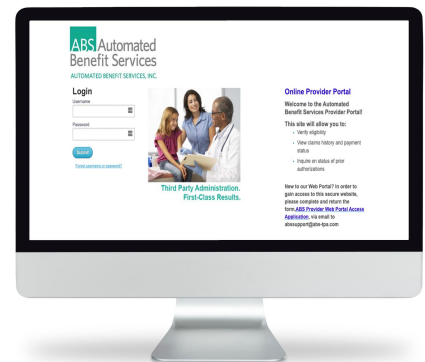 ABS Automated
Benefit Services
AUTOMATED BENEFIT SERVICES, INC.
Login
Username
Password
Submit
Forgot username or password?
Third Party Administration.
First-Class Results.
Online Provider Portal
Welcome to the Automated
Benefit Services Provider Portal!
This site will allow you to:
• Verify eligibility
• View claims history and payment
status
• Inquire on status of prior
authorizations
New to our Web Portal? In order to
gain access to this secure website,
please complete and return the
form,ABS Provider Web Portal Access
Application, via email to
abssupport@abs-tpa.com